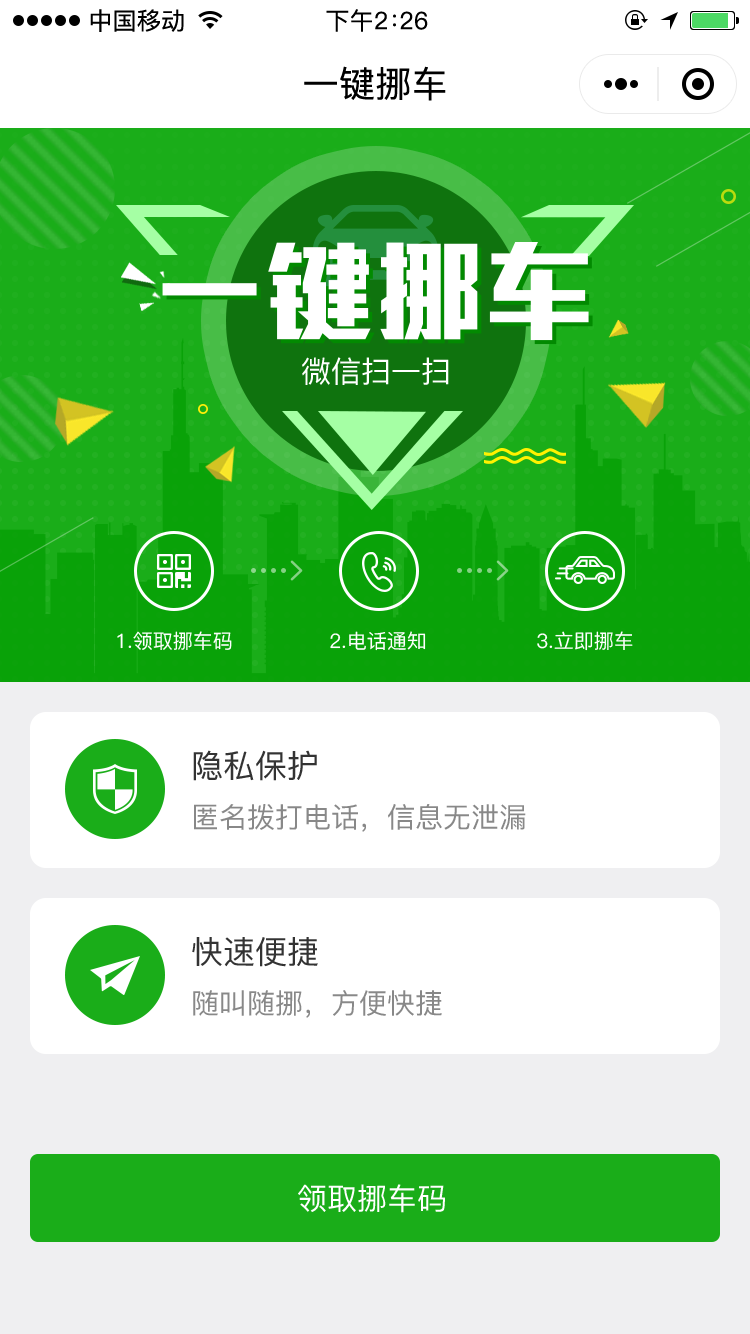 中国移动
下午2:26
一键挪车
一键挪车
微信扫一扫
1.领取挪车码
2.电话通知
3.立即挪车
隐私保护
匿名拨打电话，信息无泄漏
快速便捷
随叫随挪，方便快捷
领取挪车码